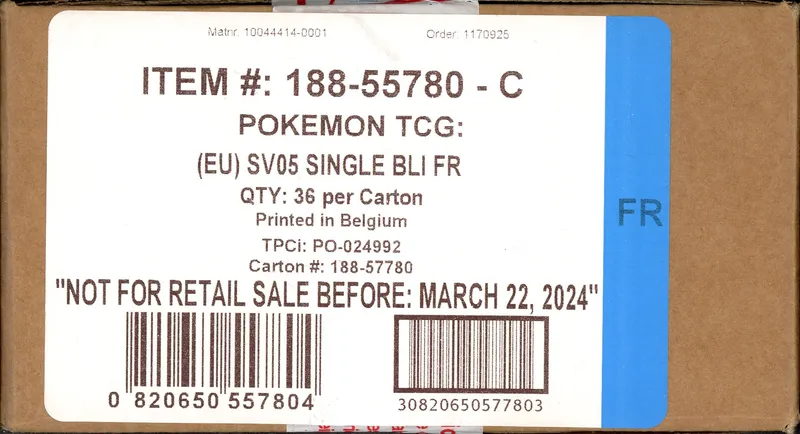 Matnr. 10044414-0001 Order: 1170925
ITEM #: 188-55780 - C
POKEMON TCG:
(EU) SV05 SINGLE BLI FR
QTY: 36 per Carton
Printed in Belgium
TPCi: PO-024992
Carton #: 188-57780
"NOT FOR RETAIL SALE BEFORE: MARCH 22, 2024"
FR
0 820650 557804
30820650577803